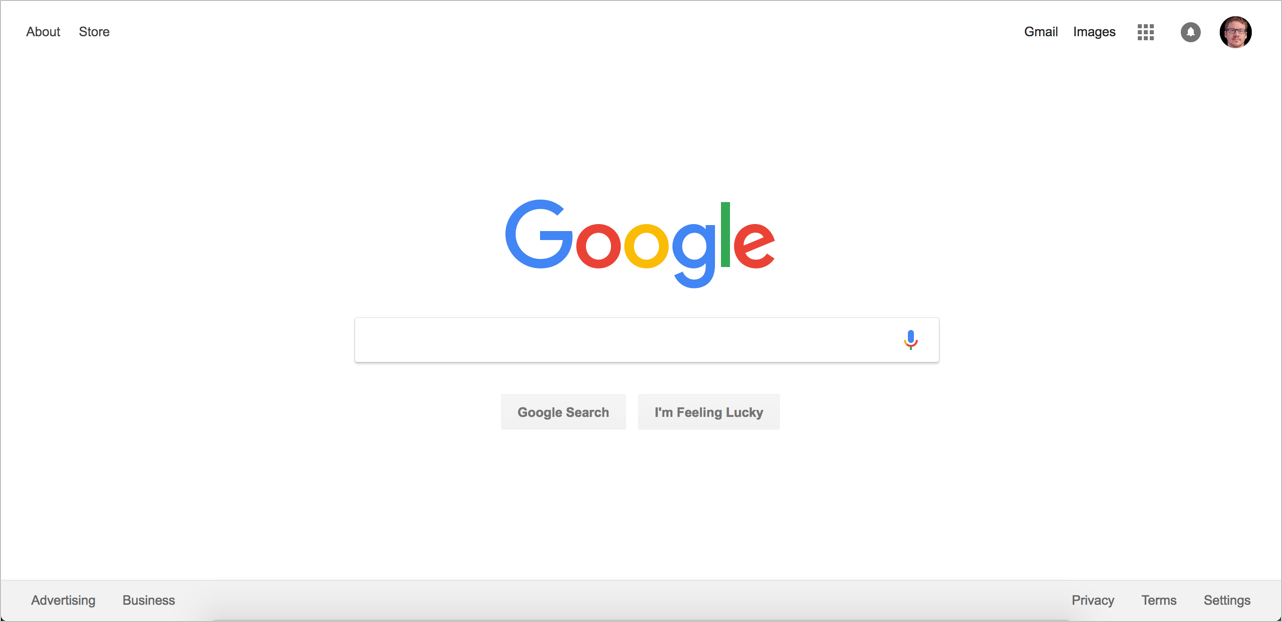 About Store
Gmail Images
Google
Google Search I'm Feeling Lucky
Advertising Business
Privacy Terms Settings